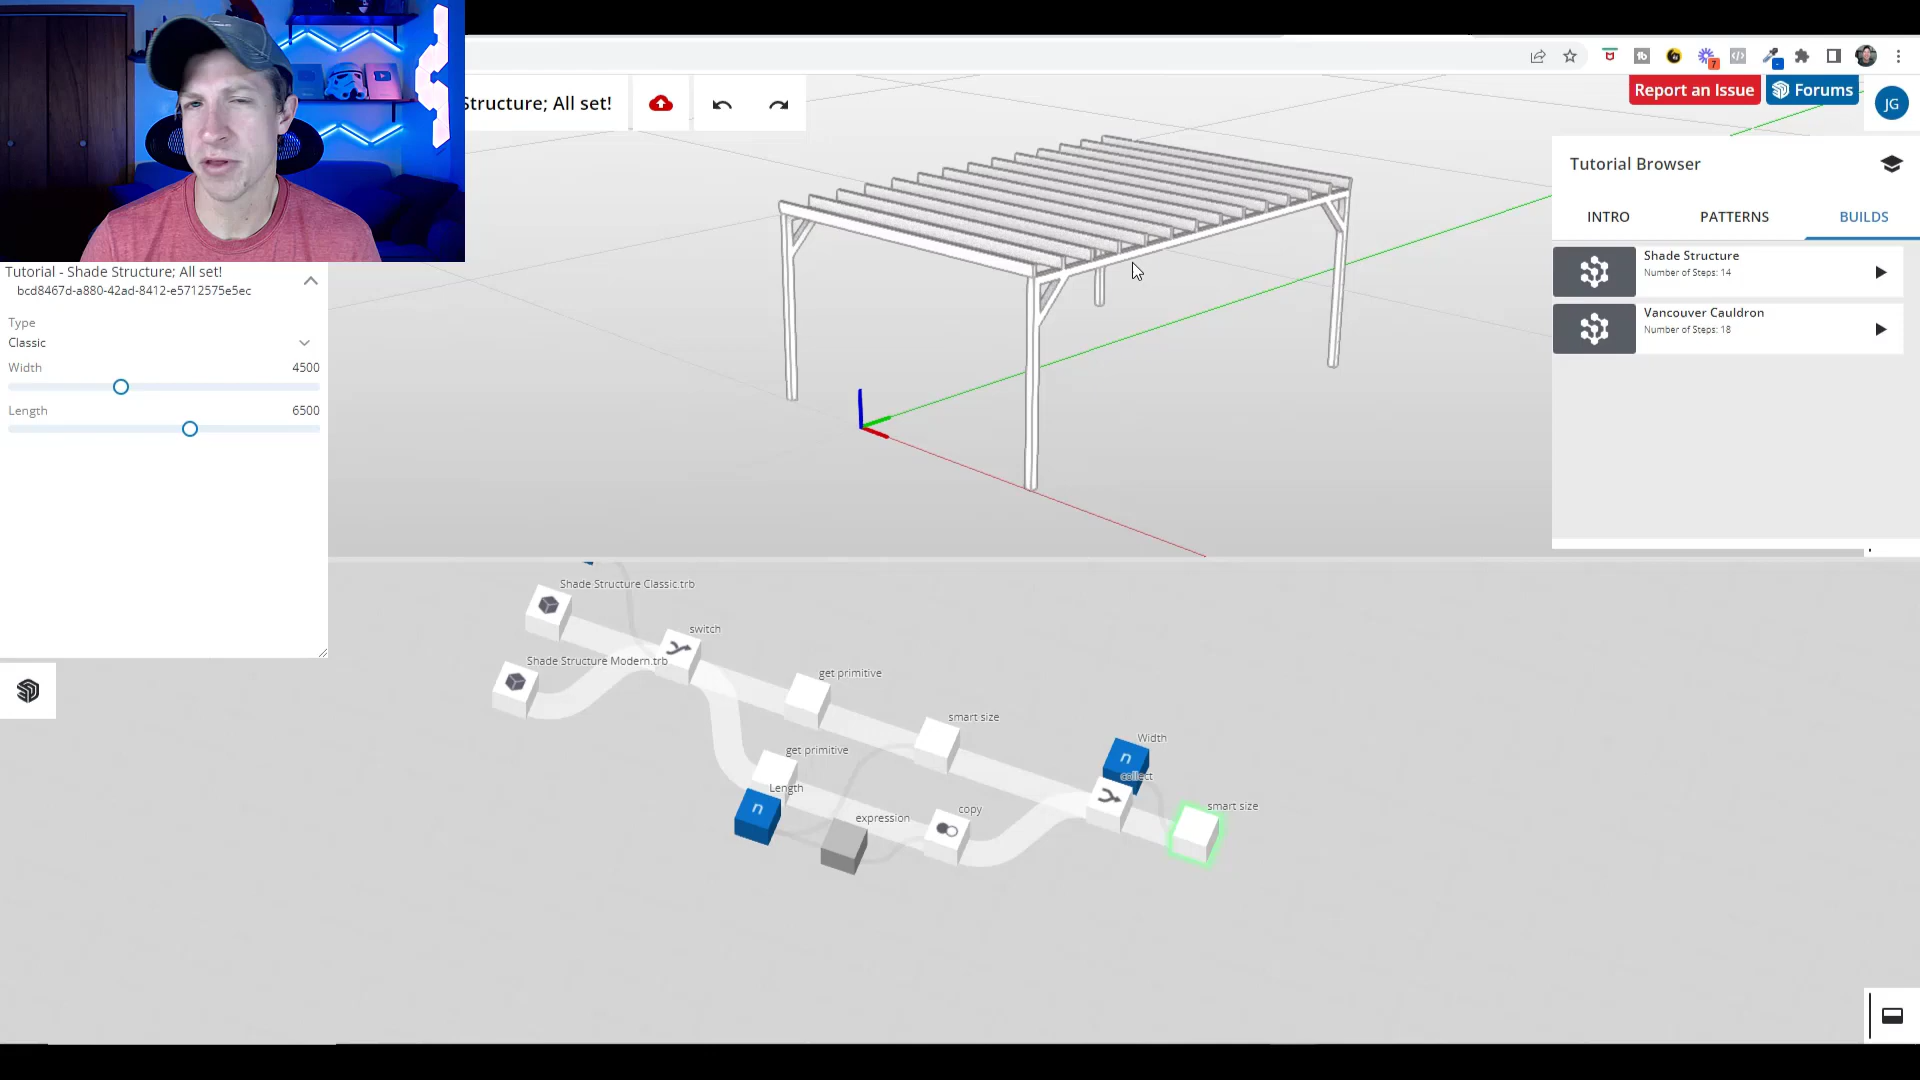 Structure; All set!
Report an Issue
Forums
JG
7
Tutorial Browser
INTRO
PATTERNS
BUILDS
Shade Structure
Number of Steps: 14
Vancouver Cauldron
Number of Steps: 18
Tutorial - Shade Structure; All set!
bcd8467d-a880-42ad-8412-e5712575e5ec
Type
Classic
Width
4500
Length
6500
Shade Structure Classic.trb
switch
Shade Structure Modern.trb
get primitive
smart size
get primitive
Width
n
collect
Length
n
copy
smart size
expression